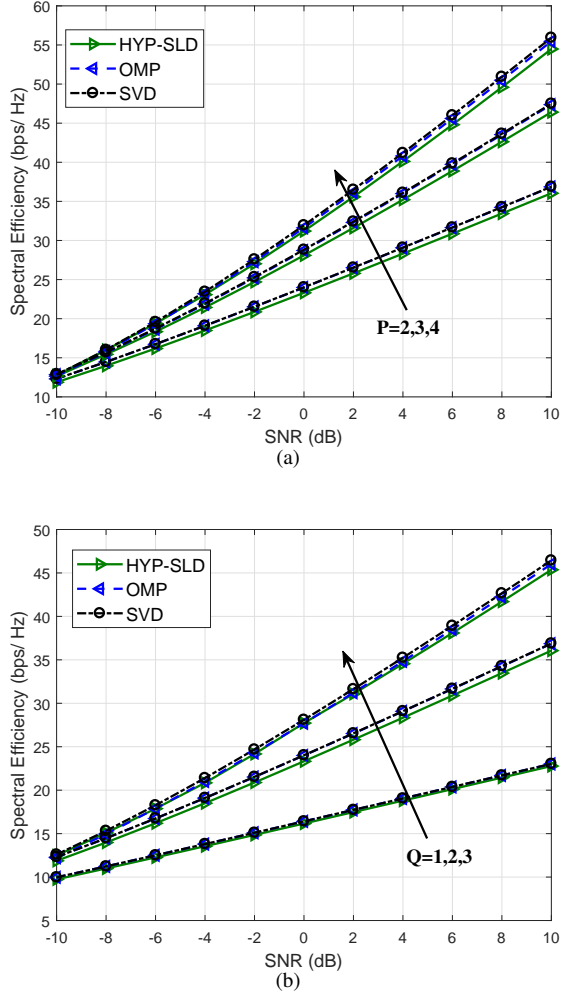 60
55
50
45
40
35
30
25
20
15
10
Spectral Efficiency (bps/ Hz)
HYP-SLD
OMP
SVD
P=2,3,4
-10 -8 -6 -4 -2 0 2 4 6 8 10
SNR (dB)
(a)
50
45
40
35
30
25
20
15
10
5
Spectral Efficiency (bps/ Hz)
HYP-SLD
OMP
SVD
Q=1,2,3
-10 -8 -6 -4 -2 0 2 4 6 8 10
SNR (dB)
(b)